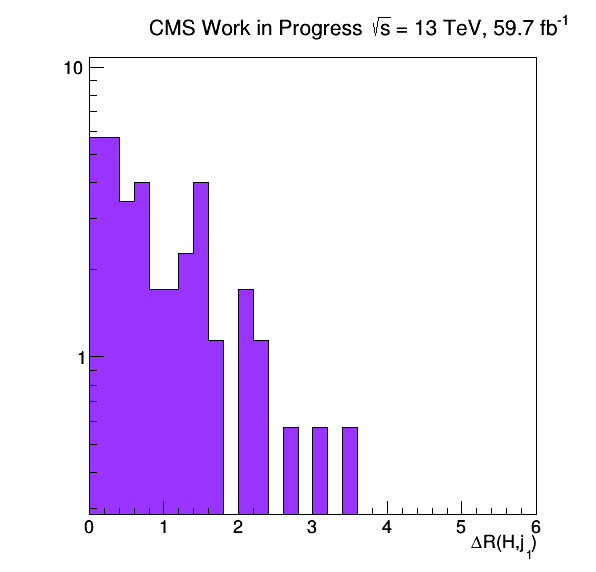 CMS Work in Progress √s = 13 TeV, 59.7 fb⁻¹
10
1
0 1 2 3 4 5 6
ΔR(H,j₁)